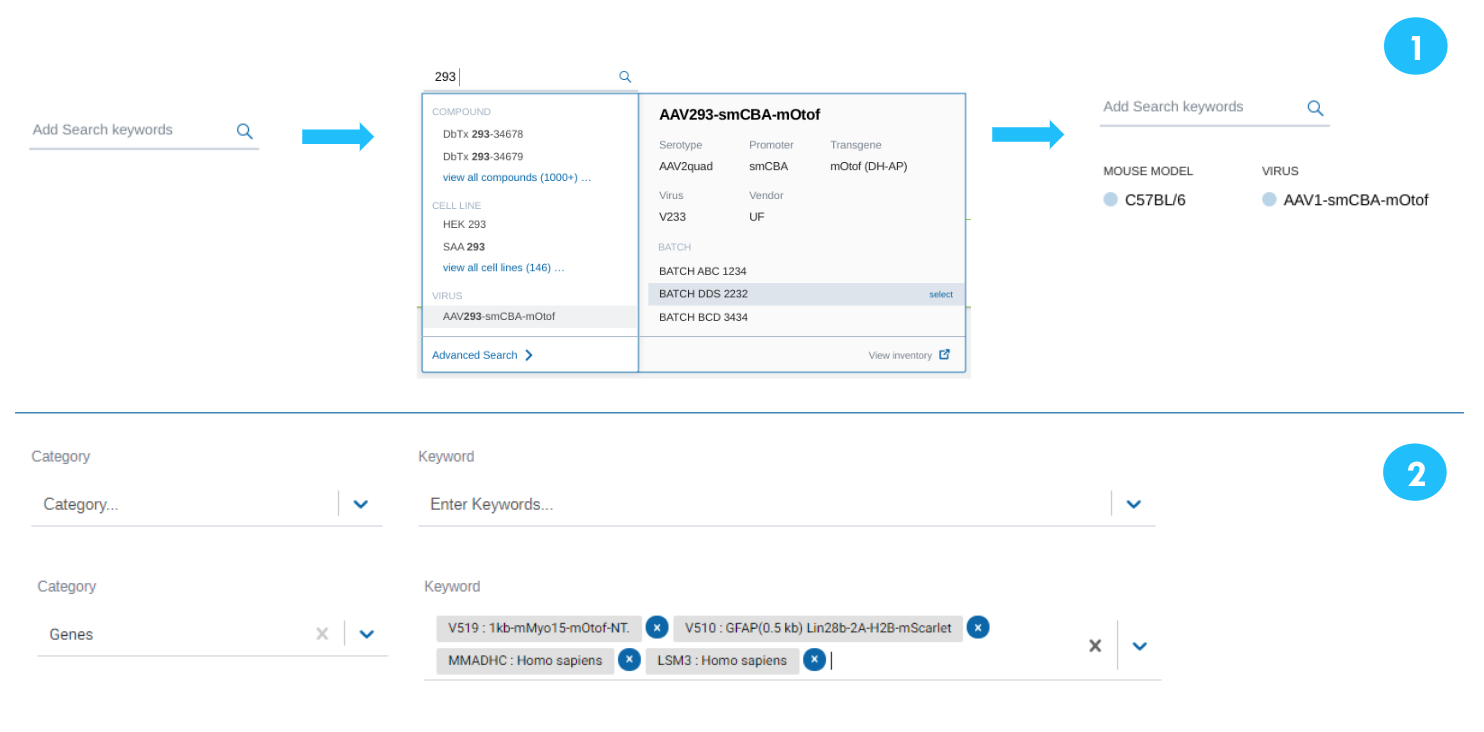 1
Add Search keywords
293
COMPOUND
DbTx 293-34678
DbTx 293-34679
view all compounds (1000+) ...
CELL LINE
HEK 293
SAA 293
view all cell lines (146) ...
VIRUS
AAV293-smCBA-mOtof
Advanced Search
AAV293-smCBA-mOtof
Serotype Promoter Transgene
AAV2quad smCBA mOtof (DH-AP)
Virus Vendor
V233 UF
BATCH
BATCH ABC 1234
BATCH DDS 2232 select
BATCH BCD 3434
View inventory
Add Search keywords
MOUSE MODEL VIRUS
C57BL/6 AAV1-smCBA-mOtof
2
Category Keyword
Category... Enter Keywords...
Category Keyword
Genes
V519 : 1kb-mMyo15-mOtof-NT. V510 : GFAP(0.5 kb) Lin28b-2A-H2B-mScarlet
MMADHC : Homo sapiens LSM3 : Homo sapiens